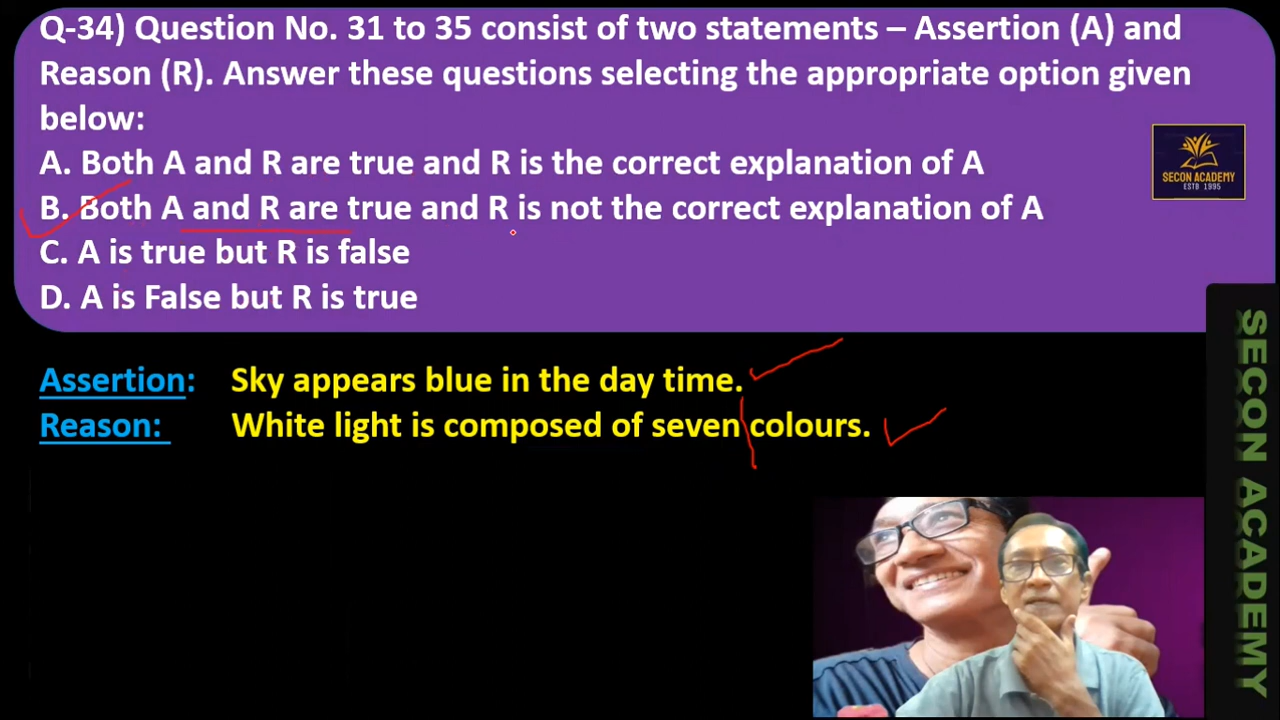 Q-34) Question No. 31 to 35 consist of two statements – Assertion (A) and
Reason (R). Answer these questions selecting the appropriate option given
below:
A. Both A and R are true and R is the correct explanation of A
B. Both A and R are true and R is not the correct explanation of A
C. A is true but R is false
D. A is False but R is true
SECON ACADEMY
ESTB 1995
Assertion: Sky appears blue in the day time.
Reason: White light is composed of seven colours.
SECON ACADEMY